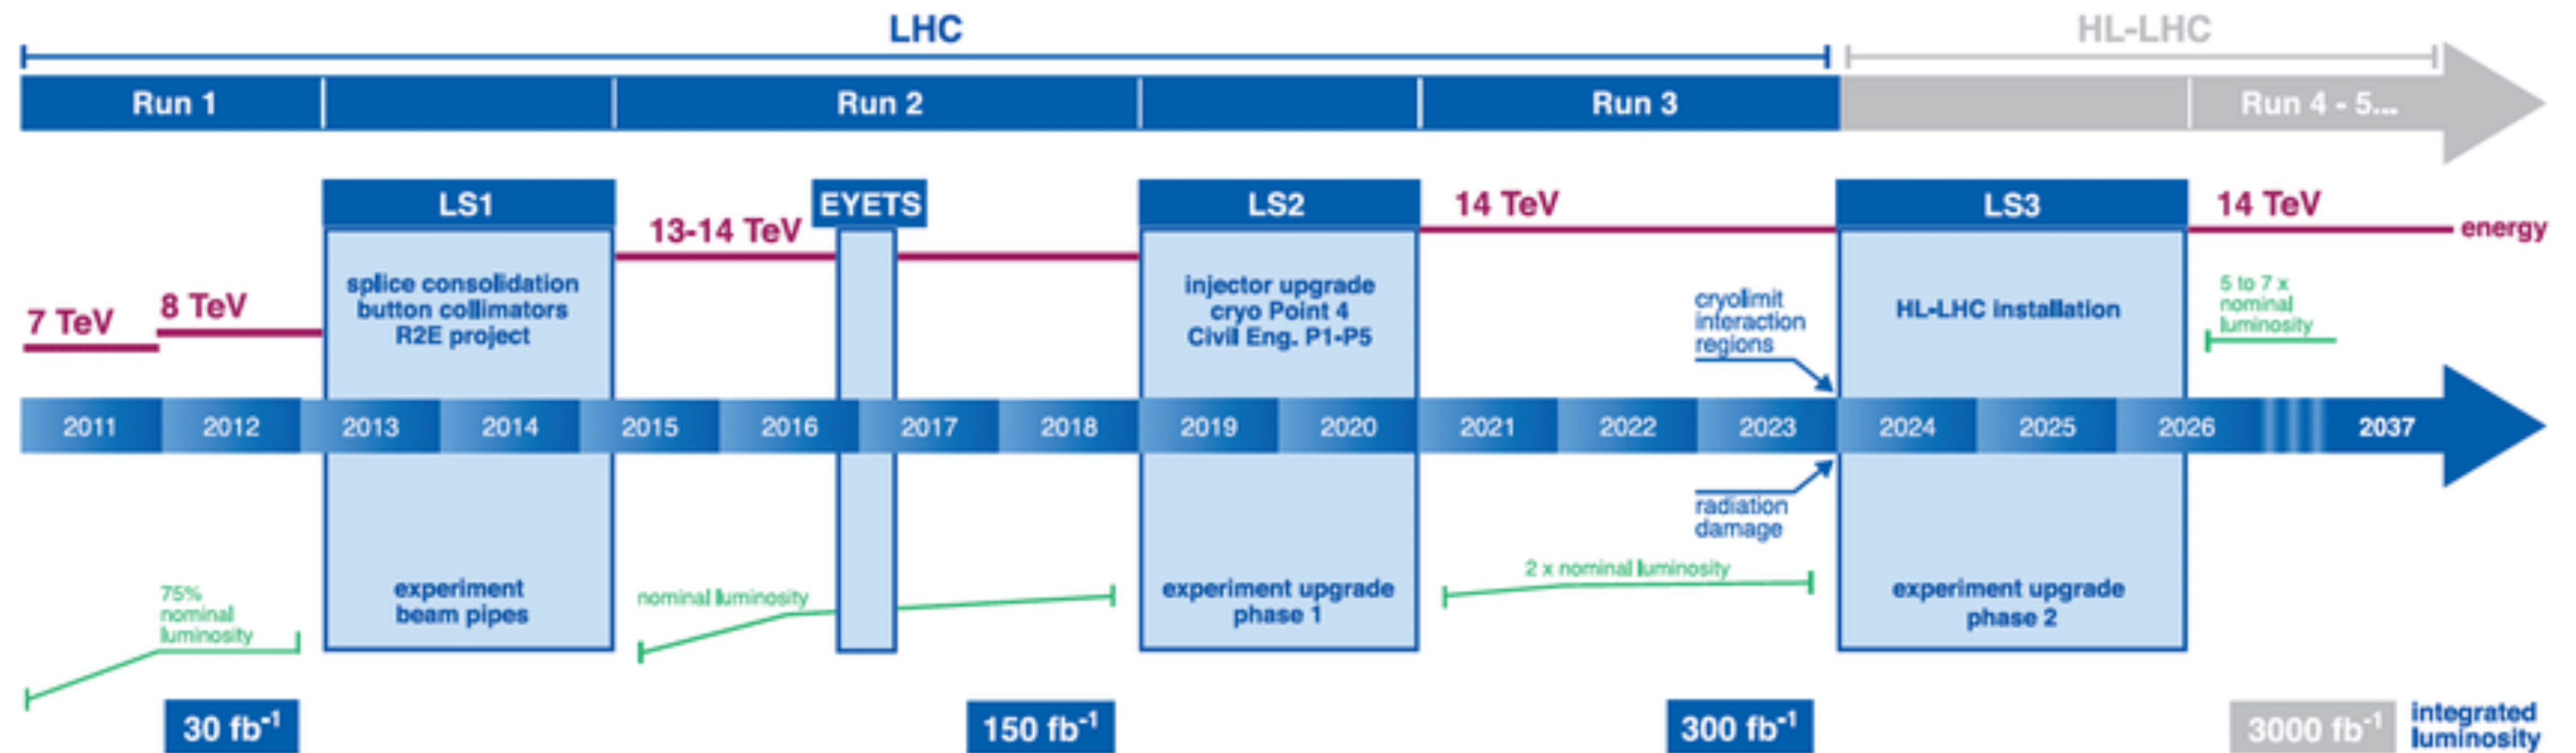 LHC
HL-LHC
Run 1
Run 2
Run 3
Run 4 - 5...
LS1
EYETS
LS2
LS3
7 TeV
8 TeV
13-14 TeV
14 TeV
14 TeV
energy
splice consolidation
button collimators
R2E project
injector upgrade
cryo Point 4
Civil Eng. P1-P5
cryolimit
interaction
regions
HL-LHC installation
5 to 7 x
nominal
luminosity
2011
2012
2013
2014
2015
2016
2017
2018
2019
2020
2021
2022
2023
2024
2025
2026
2037
radiation
damage
75%
nominal
luminosity
experiment
beam pipes
nominal luminosity
experiment upgrade
phase 1
2 x nominal luminosity
experiment upgrade
phase 2
30 fb⁻¹
150 fb⁻¹
300 fb⁻¹
3000 fb⁻¹
integrated
luminosity